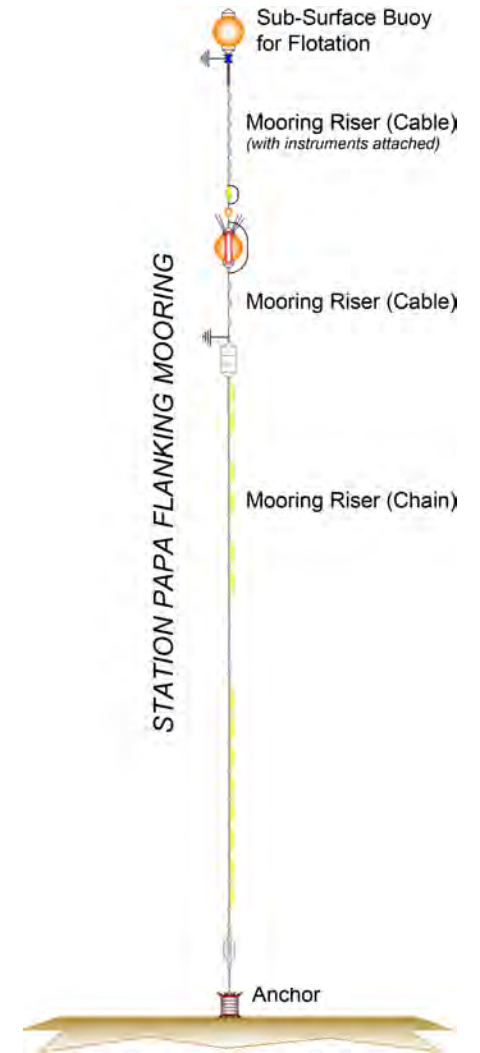 Sub-Surface Buoy
for Flotation
Mooring Riser (Cable)
(with instruments attached)
Mooring Riser (Cable)
STATION PAPA FLANKING MOORING
Mooring Riser (Chain)
Anchor